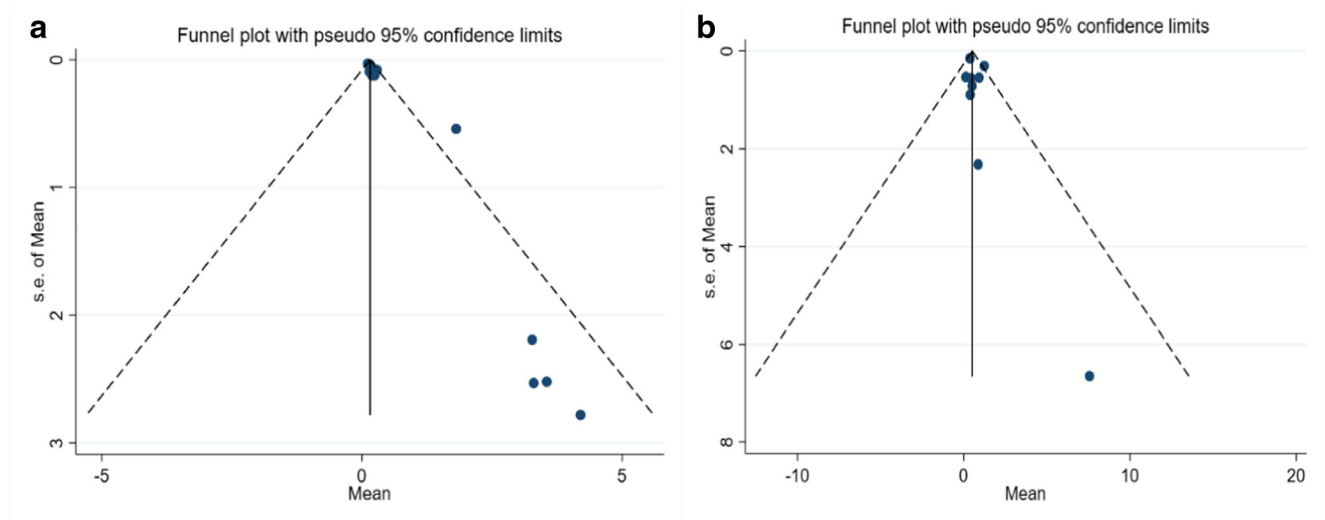 a
Funnel plot with pseudo 95% confidence limits
s.e. of Mean
0
1
2
3
-5
0
5
Mean
b
Funnel plot with pseudo 95% confidence limits
s.e. of Mean
0
2
4
6
8
-10
0
10
20
Mean